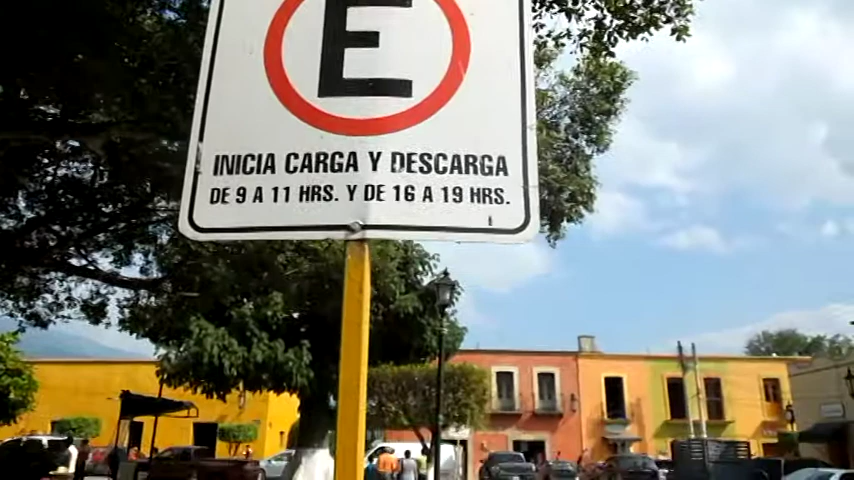 E
INICIA CARGA Y DESCARGA
DE 9 A 11 HRS. Y DE 16 A 19 HRS.